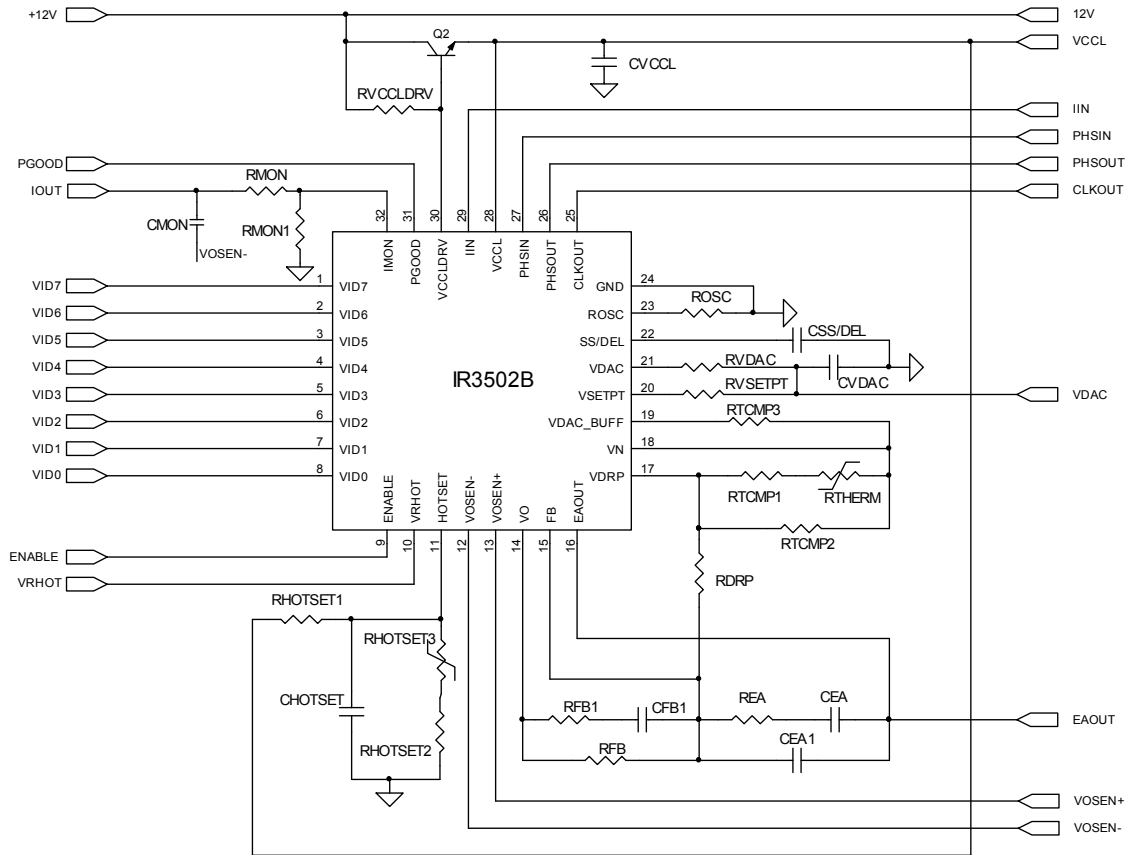 +12V
12V
Q2
VCCL
CVCCL
RVCCLDRV
IIN
PHSIN
PGOOD
PHSOUT
IOUT
RMON
CLKOUT
CMON
RMON1
VOSEN-
32
31
30
29
28
27
26
25
IMON
PGOOD
VCCLDRV
IIN
VCCL
PHSIN
PHSOUT
CLKOUT
VID7
1
VID7
GND
24
VID6
2
VID6
ROSC
23
ROSC
VID5
3
VID5
SS/DEL
22
CSS/DEL
VID4
4
VID4
IR3502B
VDAC
21
RVDAC
CVDAC
VID3
5
VID3
VSETPT
20
RVSETPT
VDAC
VID2
6
VID2
VDAC_BUFF
19
RTCMP3
VID1
7
VID1
VN
18
VID0
8
VID0
VDRP
17
RTCMP1
RTHERM
RTCMP2
ENABLE
VRHOT
HOTSET
VOSEN-
VOSEN+
VO
FB
EAOUT
9
10
11
12
13
14
15
16
ENABLE
VRHOT
RDRP
RHOTSET1
RHOTSET3
CHOTSET
RHOTSET2
RFB1
CFB1
REA
CEA
EAOUT
RFB
CEA1
VOSEN+
VOSEN-